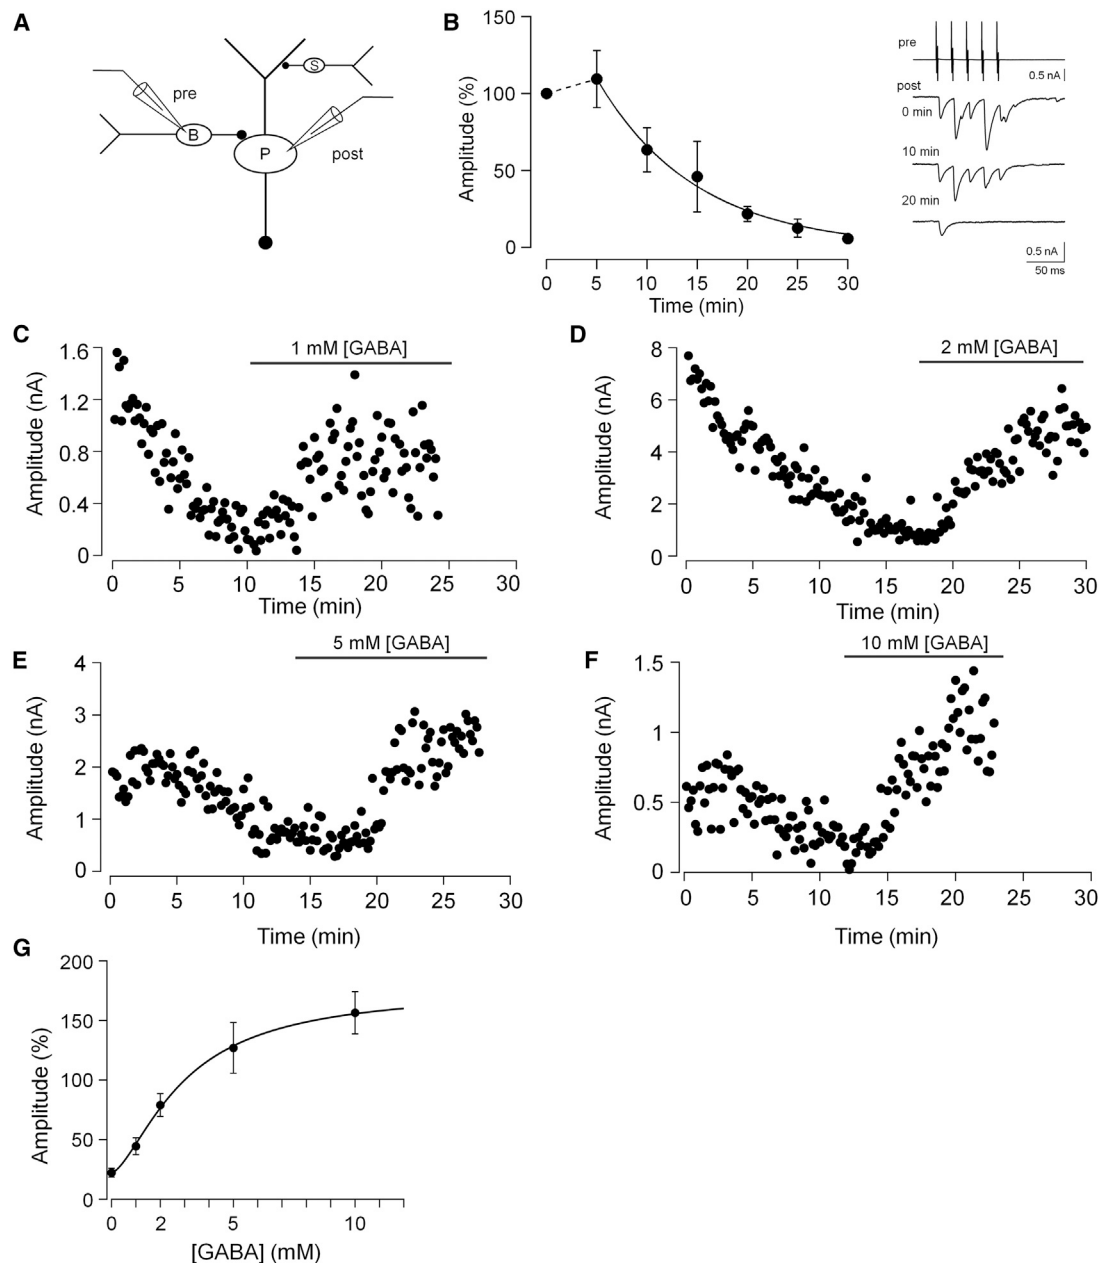 A
pre
post
B
P
S
B
Amplitude (%)
150
100
50
0
0 5 10 15 20 25 30
Time (min)
pre
0.5 nA
post
0 min
10 min
20 min
0.5 nA
50 ms
C
1 mM [GABA]
Amplitude (nA)
1.6
1.2
0.8
0.4
0
0 5 10 15 20 25 30
Time (min)
D
2 mM [GABA]
Amplitude (nA)
8
6
4
2
0
0 5 10 15 20 25 30
Time (min)
E
5 mM [GABA]
Amplitude (nA)
4
3
2
1
0
0 5 10 15 20 25 30
Time (min)
F
10 mM [GABA]
Amplitude (nA)
1.5
1
0.5
0
0 5 10 15 20 25 30
Time (min)
G
Amplitude (%)
200
150
100
50
0
0 2 5 10
[GABA] (mM)